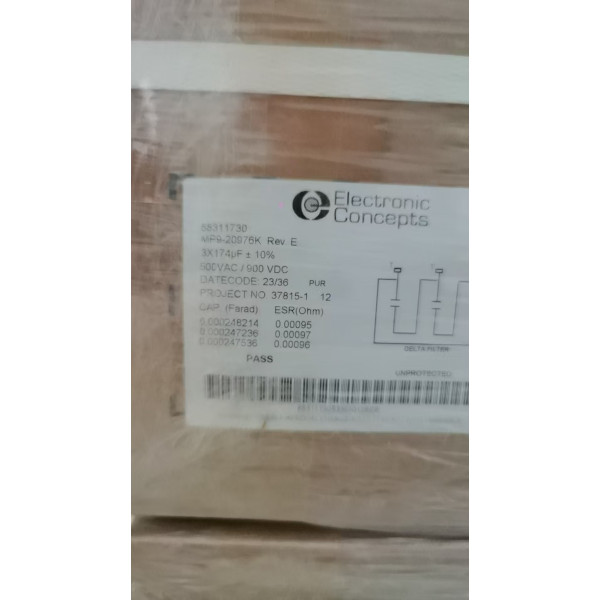 Electronic
Concepts
88311730
MP9-20976K Rev. E
3X174µF ± 10%
600VAC / 900 VDC
DATECODE: 23/36 PUR
PROJECT NO. 37815-1 12
CAP. (Farad) ESR(Ohm)
0.000248214 0.00095
0.000247236 0.00097
0.000247536 0.00096
PASS
DELTA FILTER
UNPROTECTED